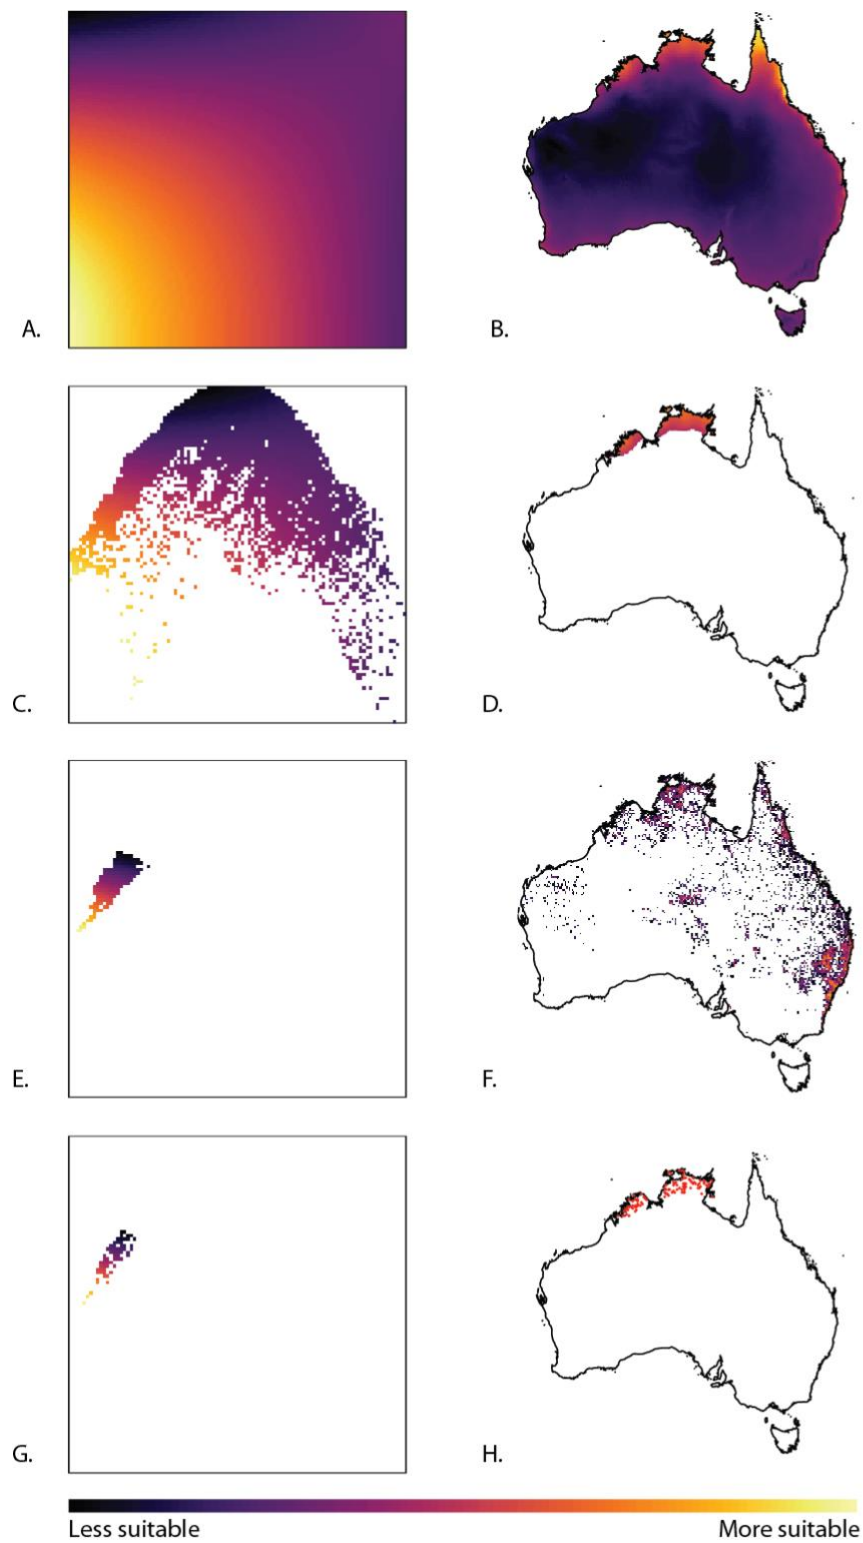 A.
B.
C.
D.
E.
F.
G.
H.
Less suitable
More suitable